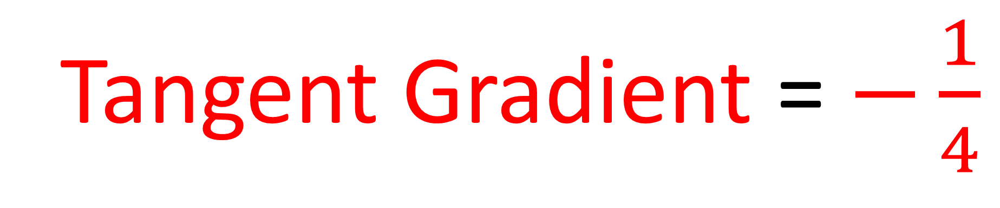 Tangent Gradient = − 1/4